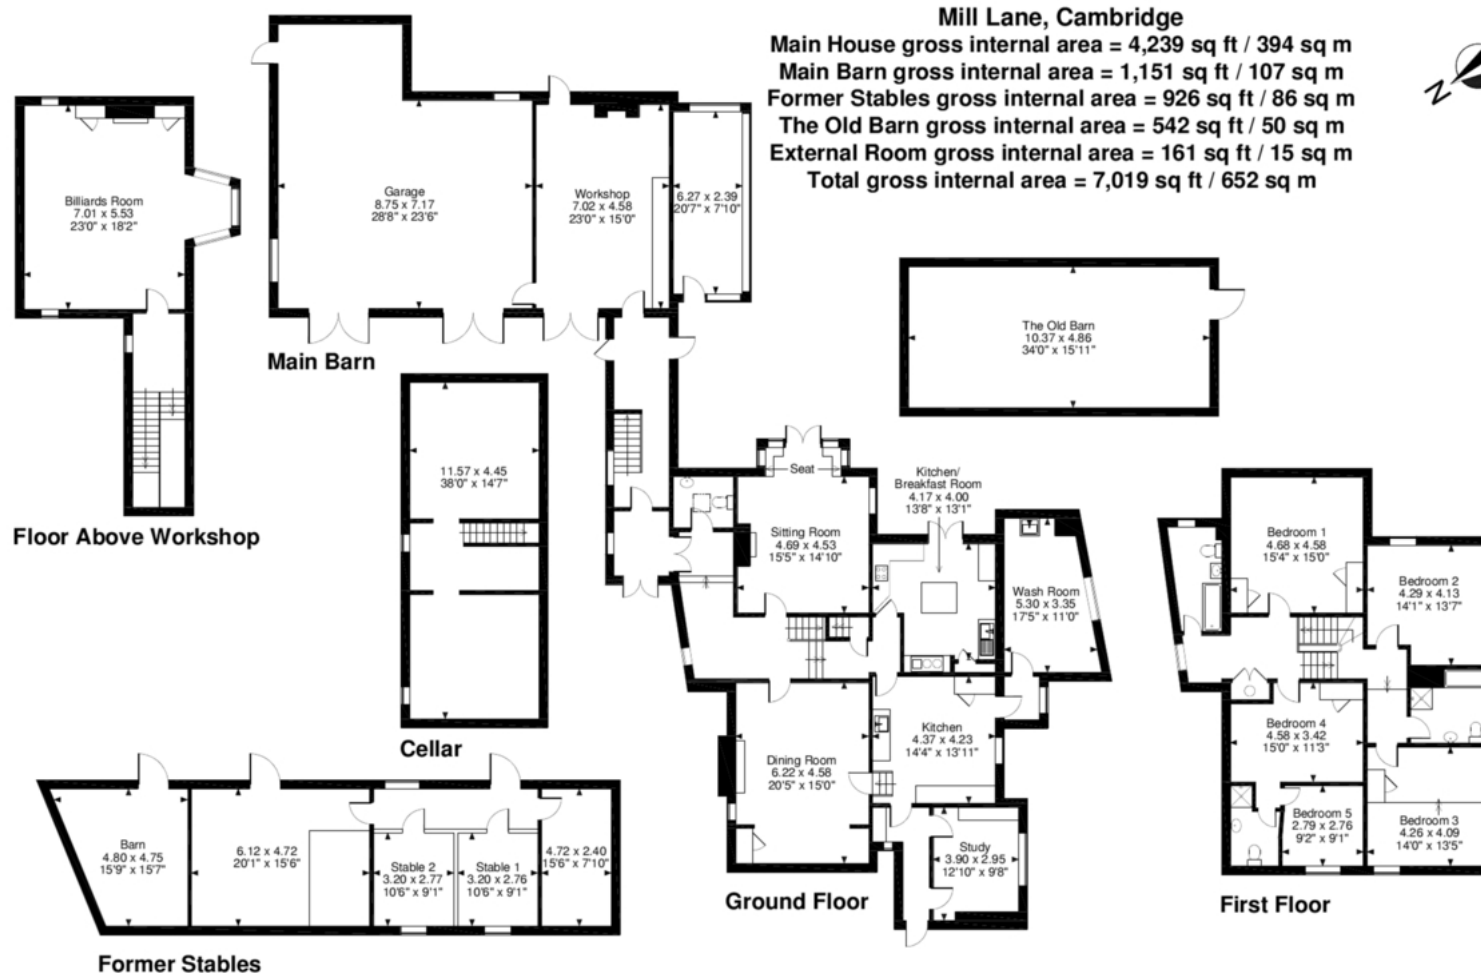 Mill Lane, Cambridge
Main House gross internal area = 4,239 sq ft / 394 sq m
Main Barn gross internal area = 1,151 sq ft / 107 sq m
Former Stables gross internal area = 926 sq ft / 86 sq m
The Old Barn gross internal area = 542 sq ft / 50 sq m
External Room gross internal area = 161 sq ft / 15 sq m
Total gross internal area = 7,019 sq ft / 652 sq m
N
Billiards Room
7.01 x 5.53
23'0" x 18'2"
Floor Above Workshop
Garage
8.75 x 7.17
28'8" x 23'6"
Workshop
7.02 x 4.58
23'0" x 15'0"
6.27 x 2.39
20'7" x 7'10"
Main Barn
The Old Barn
10.37 x 4.86
34'0" x 15'11"
11.57 x 4.45
38'0" x 14'7"
Cellar
Seat
Sitting Room
4.69 x 4.53
15'5" x 14'10"
Kitchen/
Breakfast Room
4.17 x 4.00
13'8" x 13'1"
Wash Room
5.30 x 3.35
17'5" x 11'0"
Dining Room
6.22 x 4.58
20'5" x 15'0"
Kitchen
4.37 x 4.23
14'4" x 13'11"
Study
3.90 x 2.95
12'10" x 9'8"
Ground Floor
Bedroom 1
4.68 x 4.58
15'4" x 15'0"
Bedroom 2
4.29 x 4.13
14'1" x 13'7"
Bedroom 4
4.58 x 3.42
15'0" x 11'3"
Bedroom 5
2.79 x 2.76
9'2" x 9'1"
Bedroom 3
4.26 x 4.09
14'0" x 13'5"
First Floor
Barn
4.80 x 4.75
15'9" x 15'7"
6.12 x 4.72
20'1" x 15'6"
Stable 2
3.20 x 2.77
10'6" x 9'1"
Stable 1
3.20 x 2.76
10'6" x 9'1"
4.72 x 2.40
15'6" x 7'10"
Former Stables